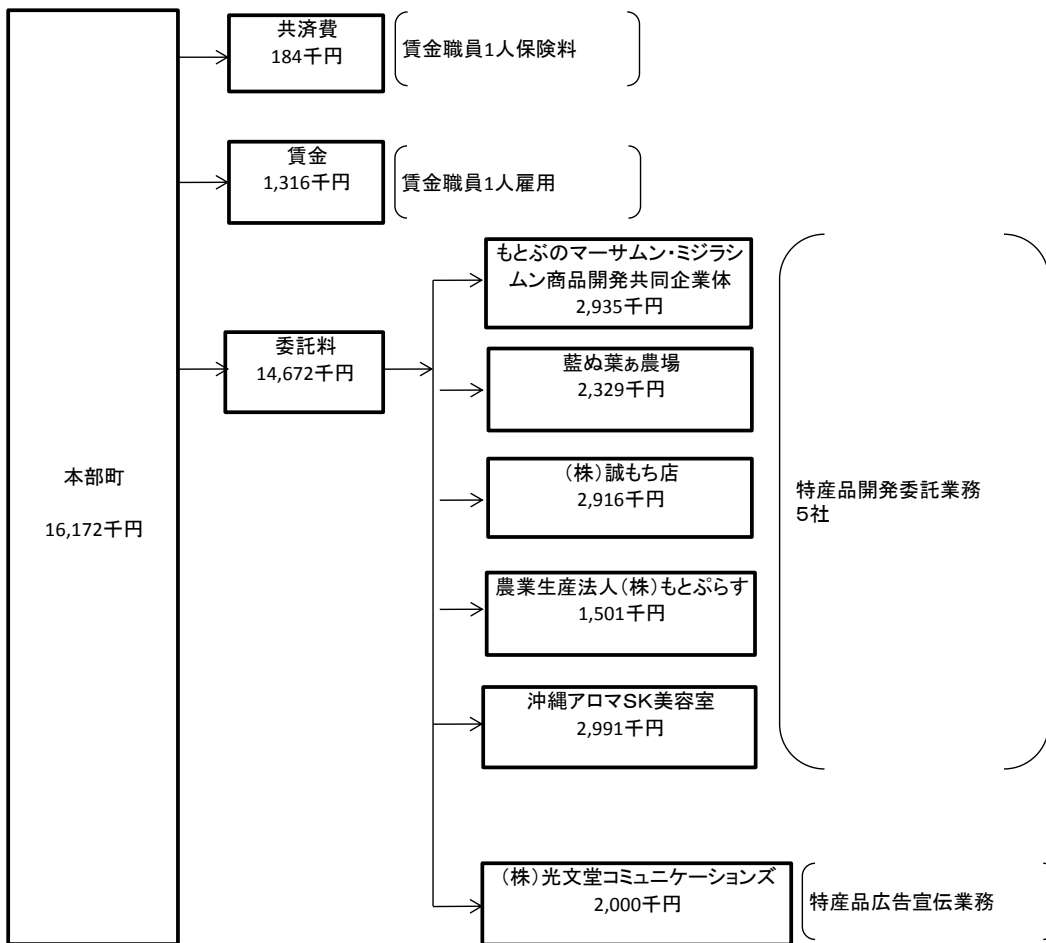 本部町
16,172千円
共済費
184千円
賃金職員1人保険料
賃金
1,316千円
賃金職員1人雇用
委託料
14,672千円
もとぶのマーサムン・ミジラシ
ムン商品開発共同企業体
2,935千円
藍ぬ葉ぁ農場
2,329千円
(株)誠もち店
2,916千円
農業生産法人(株)もとぷらす
1,501千円
沖縄アロマSK美容室
2,991千円
特産品開発委託業務
5社
(株)光文堂コミュニケーションズ
2,000千円
特産品広告宣伝業務